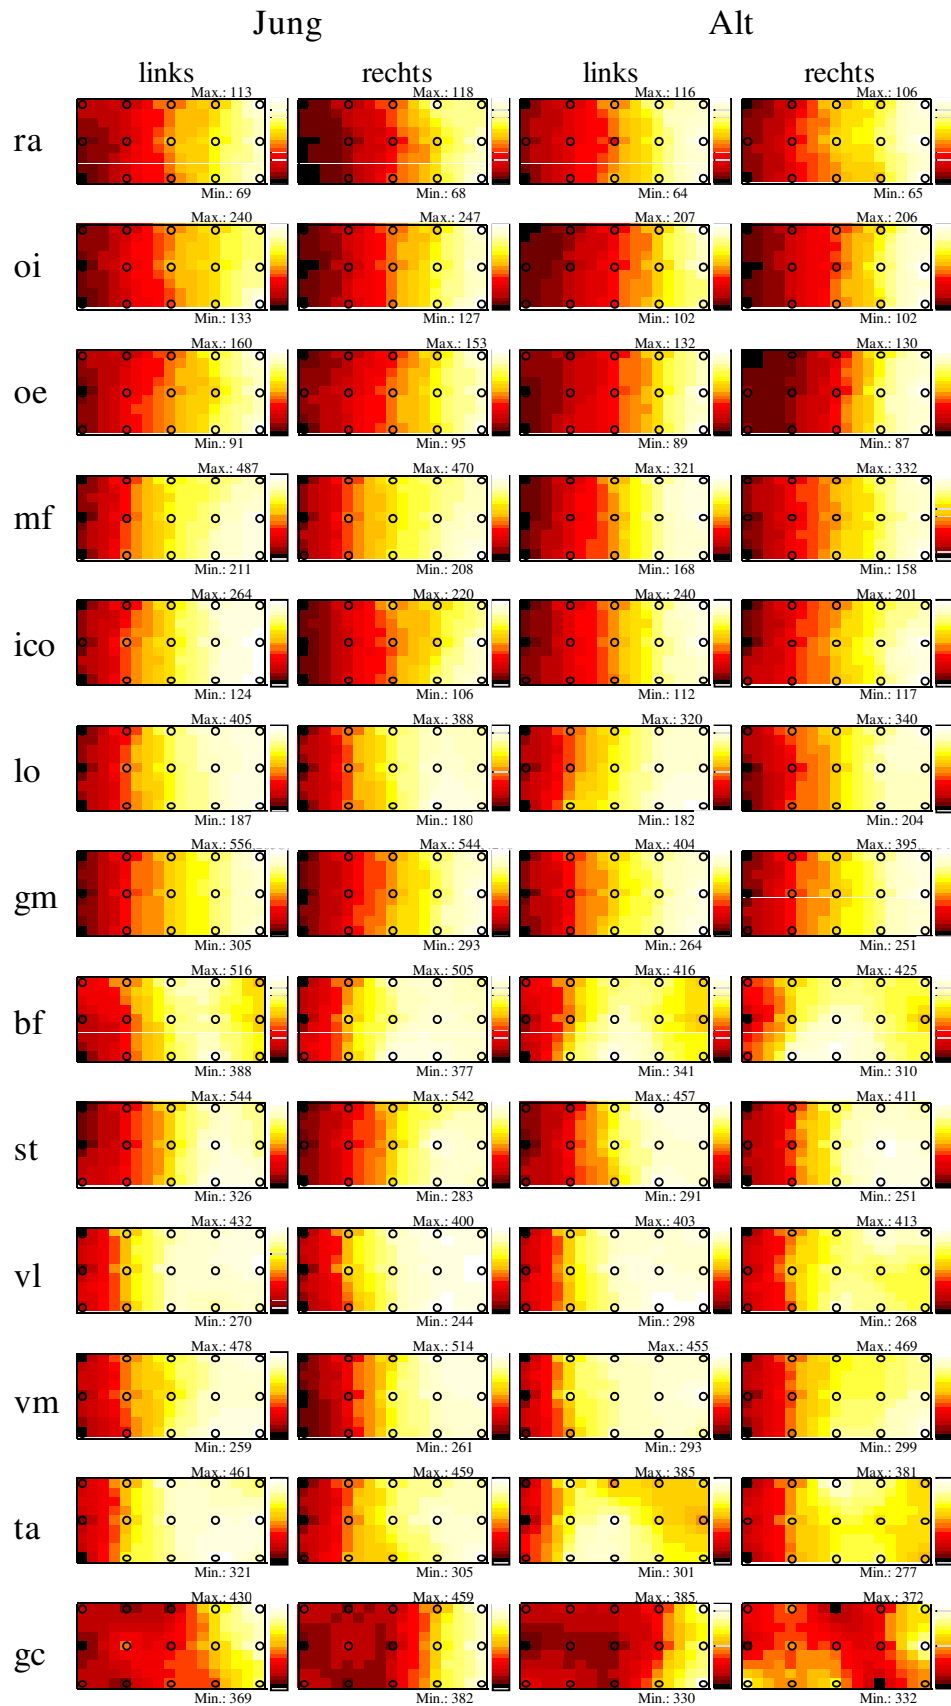 Jung Alt
links rechts links rechts
Max.: 113 Max.: 118 Max.: 116 Max.: 106
ra
Min.: 69 Min.: 68 Min.: 64 Min.: 65
Max.: 240 Max.: 247 Max.: 207 Max.: 206
oi
Min.: 133 Min.: 127 Min.: 102 Min.: 102
Max.: 160 Max.: 153 Max.: 132 Max.: 130
oe
Min.: 91 Min.: 95 Min.: 89 Min.: 87
Max.: 487 Max.: 470 Max.: 321 Max.: 332
mf
Min.: 211 Min.: 208 Min.: 168 Min.: 158
Max.: 264 Max.: 220 Max.: 240 Max.: 201
ico
Min.: 124 Min.: 106 Min.: 112 Min.: 117
Max.: 405 Max.: 388 Max.: 320 Max.: 340
lo
Min.: 187 Min.: 180 Min.: 182 Min.: 204
Max.: 556 Max.: 544 Max.: 404 Max.: 395
gm
Min.: 305 Min.: 293 Min.: 264 Min.: 251
Max.: 516 Max.: 505 Max.: 416 Max.: 425
bf
Min.: 388 Min.: 377 Min.: 341 Min.: 310
Max.: 544 Max.: 542 Max.: 457 Max.: 411
st
Min.: 326 Min.: 283 Min.: 291 Min.: 251
Max.: 432 Max.: 400 Max.: 403 Max.: 413
vl
Min.: 270 Min.: 244 Min.: 298 Min.: 268
Max.: 478 Max.: 514 Max.: 455 Max.: 469
vm
Min.: 259 Min.: 261 Min.: 293 Min.: 299
Max.: 461 Max.: 459 Max.: 385 Max.: 381
ta
Min.: 321 Min.: 305 Min.: 301 Min.: 277
Max.: 430 Max.: 459 Max.: 385 Max.: 372
gc
Min.: 369 Min.: 382 Min.: 330 Min.: 332